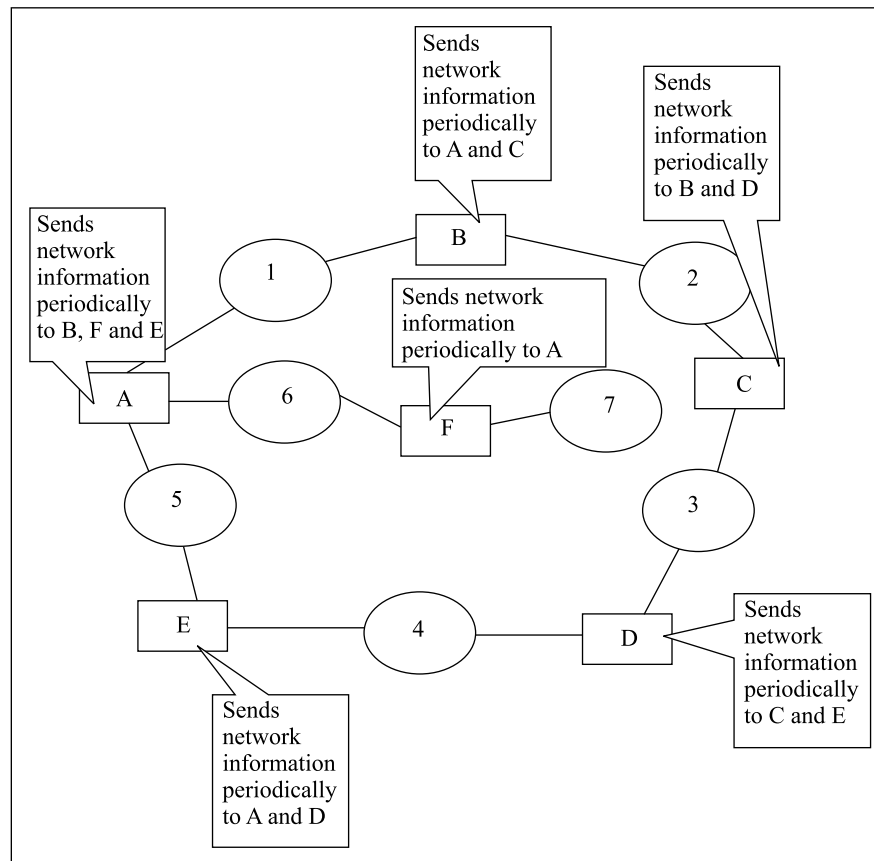 Sends
network
information
periodically
to A and C
Sends
network
information
periodically
to B and D
Sends
network
information
periodically
to B, F and E
B
1
2
Sends network
information
periodically to A
A
6
F
7
C
5
3
E
4
D
Sends
network
information
periodically
to C and E
Sends
network
information
periodically
to A and D